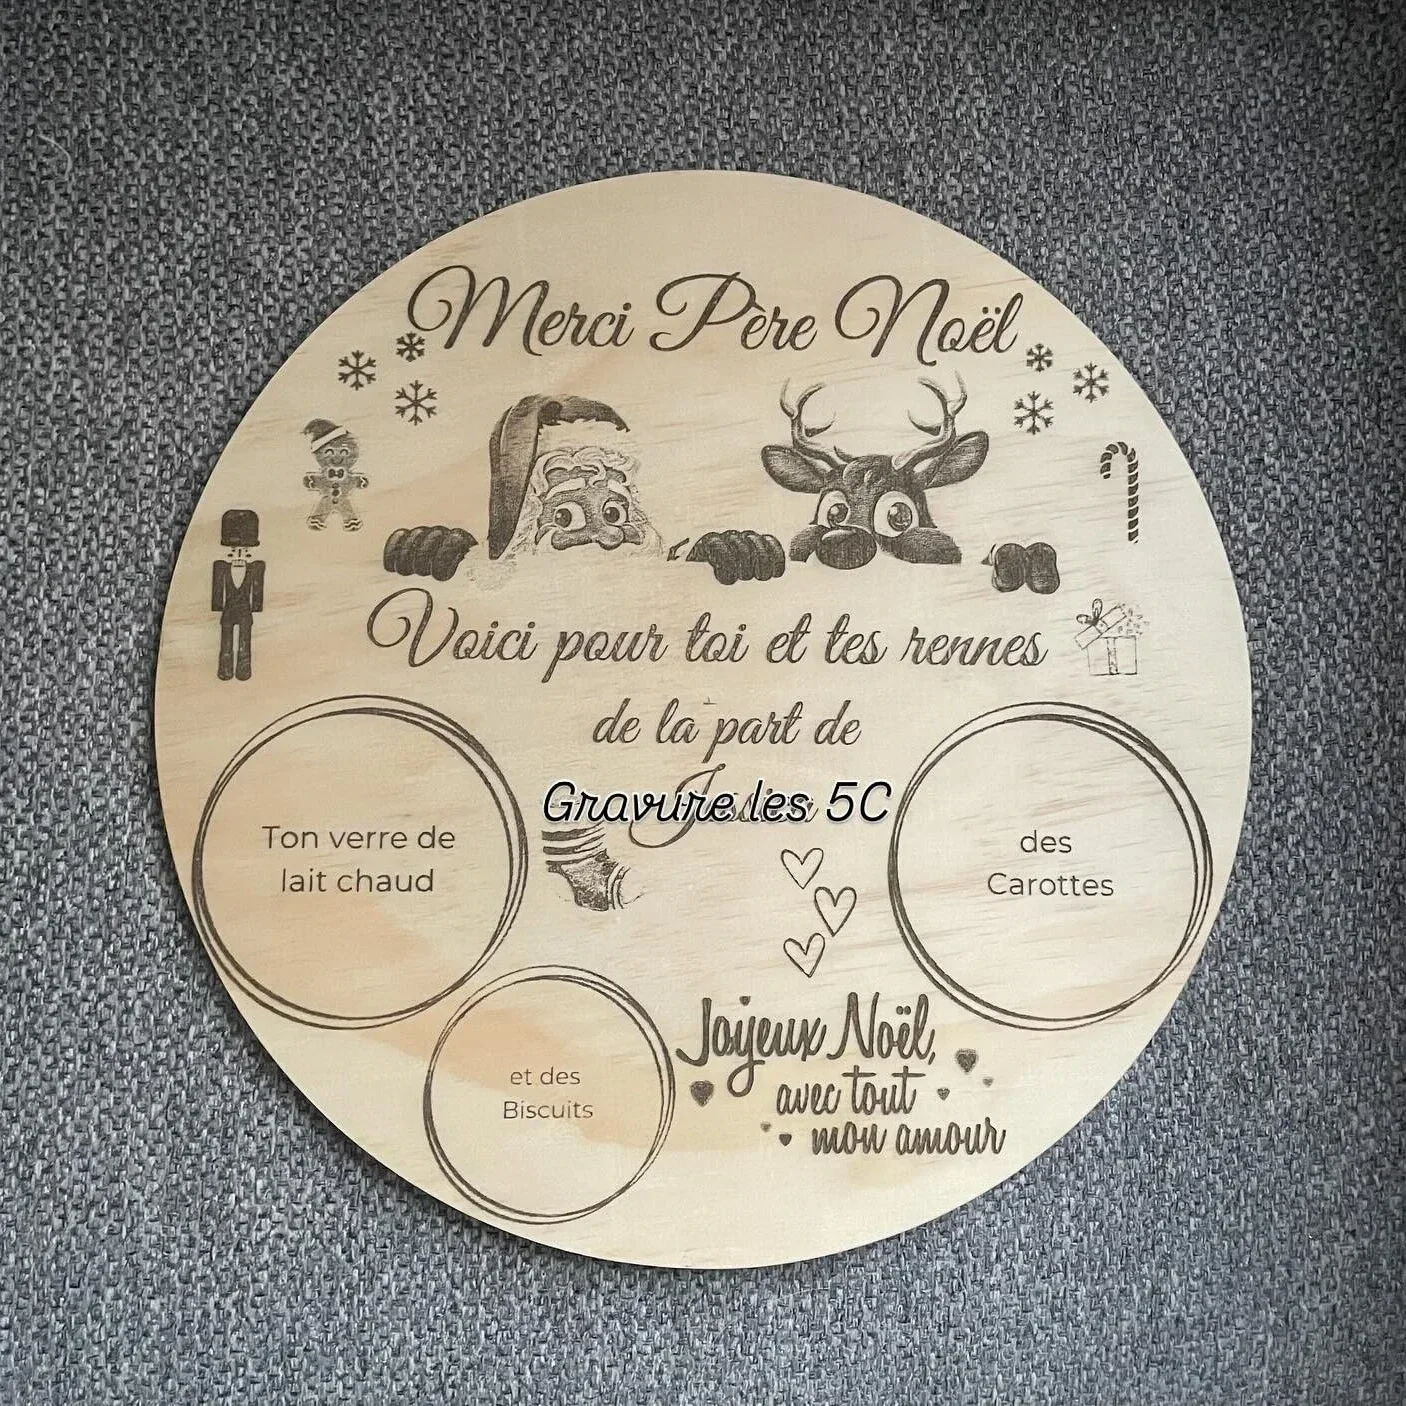 Merci Père Noël
Voici pour toi et tes rennes
de la part de
Gravure les 5C
Ton verre de
lait chaud
des
Carottes
et des
Biscuits
Joyeux Noël,
avec tout
mon amour